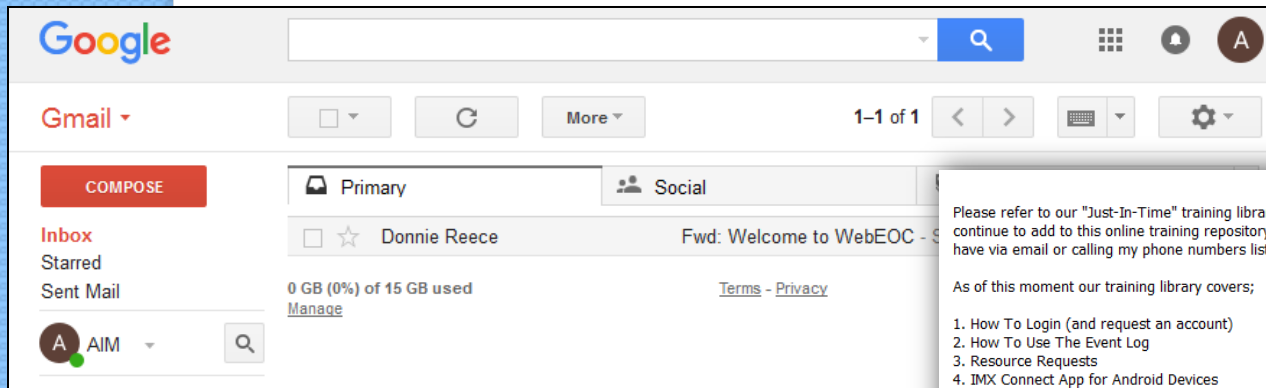 Google
A
Gmail
More
1–1 of 1
COMPOSE
Primary
Social
Inbox
Donnie Reece
Fwd: Welcome to WebEOC -
Starred
Sent Mail
0 GB (0%) of 15 GB used
Terms - Privacy
Manage
A AIM
Please refer to our "Just-In-Time" training
continue to add to this online training repository
have via email or calling my phone numbers
As of this moment our training library covers;
1. How To Login (and request an account)
2. How To Use The Event Log
3. Resource Requests
4. IMX Connect App for Android Devices